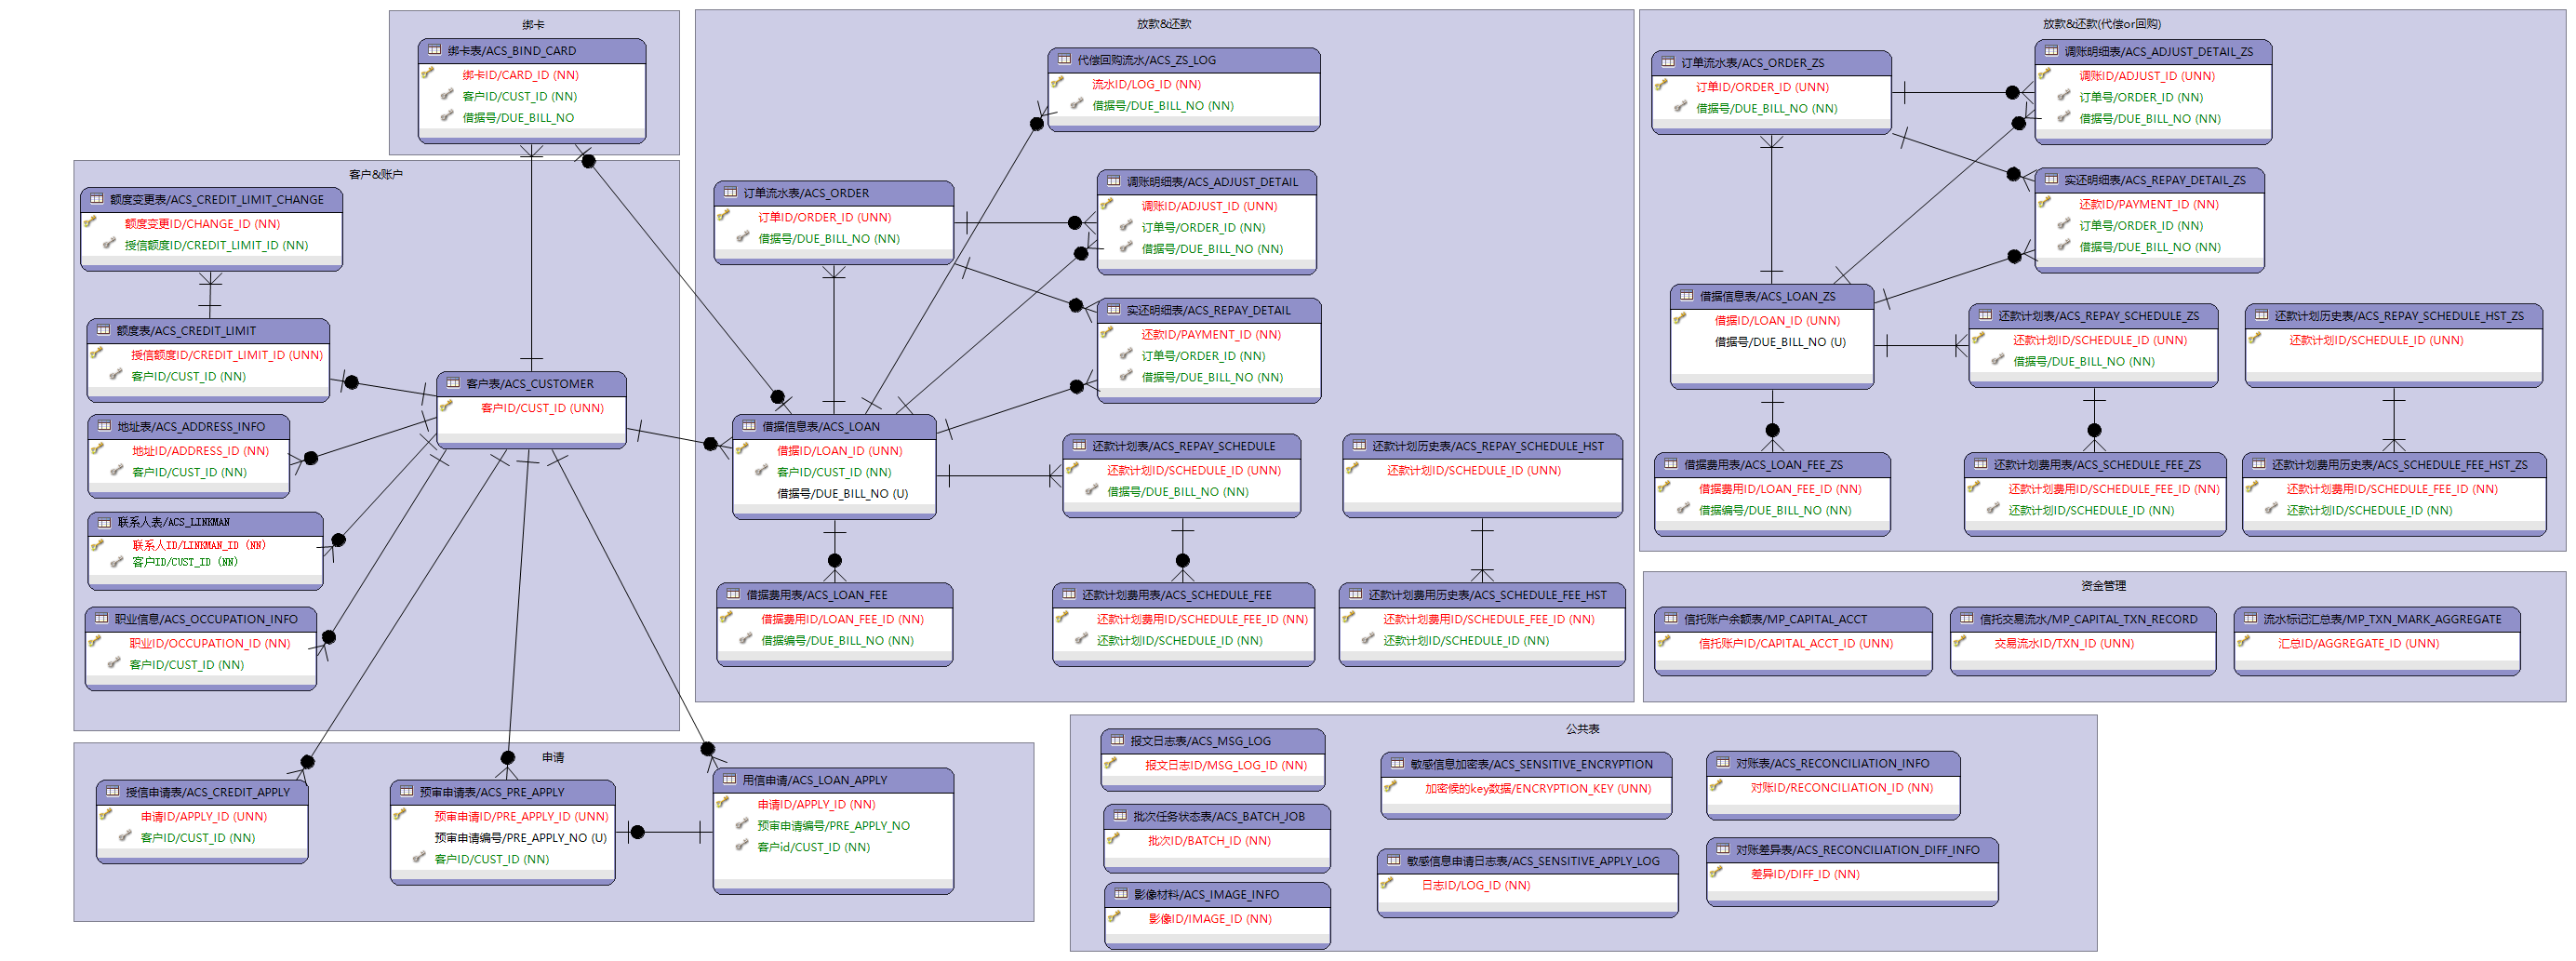 绑卡
绑卡表/ACS_BIND_CARD
绑卡ID/CARD_ID (NN)
客户ID/CUST_ID (NN)
借据号/DUE_BILL_NO
客户&账户
额度变更表/ACS_CREDIT_LIMIT_CHANGE
额度变更ID/CHANGE_ID (NN)
授信额度ID/CREDIT_LIMIT_ID (NN)
额度表/ACS_CREDIT_LIMIT
授信额度ID/CREDIT_LIMIT_ID (UNN)
客户ID/CUST_ID (NN)
客户表/ACS_CUSTOMER
客户ID/CUST_ID (UNN)
地址表/ACS_ADDRESS_INFO
地址ID/ADDRESS_ID (NN)
客户ID/CUST_ID (NN)
联系人表/ACS_LINKMAN
联系人ID/LINKMAN_ID (NN)
客户ID/CUST_ID (NN)
职业信息/ACS_OCCUPATION_INFO
职业ID/OCCUPATION_ID (NN)
客户ID/CUST_ID (NN)
申请
授信申请表/ACS_CREDIT_APPLY
申请ID/APPLY_ID (UNN)
客户ID/CUST_ID (NN)
预审申请表/ACS_PRE_APPLY
预审申请ID/PRE_APPLY_ID (UNN)
预审申请编号/PRE_APPLY_NO (U)
客户ID/CUST_ID (NN)
用信申请/ACS_LOAN_APPLY
申请ID/APPLY_ID (NN)
预审申请编号/PRE_APPLY_NO
客户id/CUST_ID (NN)
放款&还款
代偿回购流水/ACS_ZS_LOG
流水ID/LOG_ID (NN)
借据号/DUE_BILL_NO (NN)
订单流水表/ACS_ORDER
订单ID/ORDER_ID (UNN)
借据号/DUE_BILL_NO (NN)
调账明细表/ACS_ADJUST_DETAIL
调账ID/ADJUST_ID (UNN)
订单号/ORDER_ID (NN)
借据号/DUE_BILL_NO (NN)
实还明细表/ACS_REPAY_DETAIL
还款ID/PAYMENT_ID (NN)
订单号/ORDER_ID (NN)
借据号/DUE_BILL_NO (NN)
借据信息表/ACS_LOAN
借据ID/LOAN_ID (UNN)
客户ID/CUST_ID (NN)
借据号/DUE_BILL_NO (U)
还款计划表/ACS_REPAY_SCHEDULE
还款计划ID/SCHEDULE_ID (UNN)
借据号/DUE_BILL_NO (NN)
还款计划历史表/ACS_REPAY_SCHEDULE_HST
还款计划ID/SCHEDULE_ID (UNN)
借据费用表/ACS_LOAN_FEE
借据费用ID/LOAN_FEE_ID (NN)
借据编号/DUE_BILL_NO (NN)
还款计划费用表/ACS_SCHEDULE_FEE
还款计划费用ID/SCHEDULE_FEE_ID (NN)
还款计划ID/SCHEDULE_ID (NN)
还款计划费用历史表/ACS_SCHEDULE_FEE_HST
还款计划费用ID/SCHEDULE_FEE_ID (NN)
还款计划ID/SCHEDULE_ID (NN)
放款&还款(代偿or回购)
订单流水表/ACS_ORDER_ZS
订单ID/ORDER_ID (UNN)
借据号/DUE_BILL_NO (NN)
调账明细表/ACS_ADJUST_DETAIL_ZS
调账ID/ADJUST_ID (UNN)
订单号/ORDER_ID (NN)
借据号/DUE_BILL_NO (NN)
实还明细表/ACS_REPAY_DETAIL_ZS
还款ID/PAYMENT_ID (NN)
订单号/ORDER_ID (NN)
借据号/DUE_BILL_NO (NN)
借据信息表/ACS_LOAN_ZS
借据ID/LOAN_ID (UNN)
借据号/DUE_BILL_NO (U)
还款计划表/ACS_REPAY_SCHEDULE_ZS
还款计划ID/SCHEDULE_ID (UNN)
借据号/DUE_BILL_NO (NN)
还款计划历史表/ACS_REPAY_SCHEDULE_HST_ZS
还款计划ID/SCHEDULE_ID (UNN)
借据费用表/ACS_LOAN_FEE_ZS
借据费用ID/LOAN_FEE_ID (NN)
借据编号/DUE_BILL_NO (NN)
还款计划费用表/ACS_SCHEDULE_FEE_ZS
还款计划费用ID/SCHEDULE_FEE_ID (NN)
还款计划ID/SCHEDULE_ID (NN)
还款计划费用历史表/ACS_SCHEDULE_FEE_HST_ZS
还款计划费用ID/SCHEDULE_FEE_ID (NN)
还款计划ID/SCHEDULE_ID (NN)
资金管理
信托账户余额表/MP_CAPITAL_ACCT
信托账户ID/CAPITAL_ACCT_ID (UNN)
信托交易流水/MP_CAPITAL_TXN_RECORD
交易流水ID/TXN_ID (UNN)
流水标记汇总表/MP_TXN_MARK_AGGREGATE
汇总ID/AGGREGATE_ID (UNN)
公共表
报文日志表/ACS_MSG_LOG
报文日志ID/MSG_LOG_ID (NN)
批次任务状态表/ACS_BATCH_JOB
批次ID/BATCH_ID (NN)
影像材料/ACS_IMAGE_INFO
影像ID/IMAGE_ID (NN)
敏感信息加密表/ACS_SENSITIVE_ENCRYPTION
加密候的key数据/ENCRYPTION_KEY (UNN)
敏感信息申请日志表/ACS_SENSITIVE_APPLY_LOG
日志ID/LOG_ID (NN)
对账表/ACS_RECONCILIATION_INFO
对账ID/RECONCILIATION_ID (NN)
对账差异表/ACS_RECONCILIATION_DIFF_INFO
差异ID/DIFF_ID (NN)